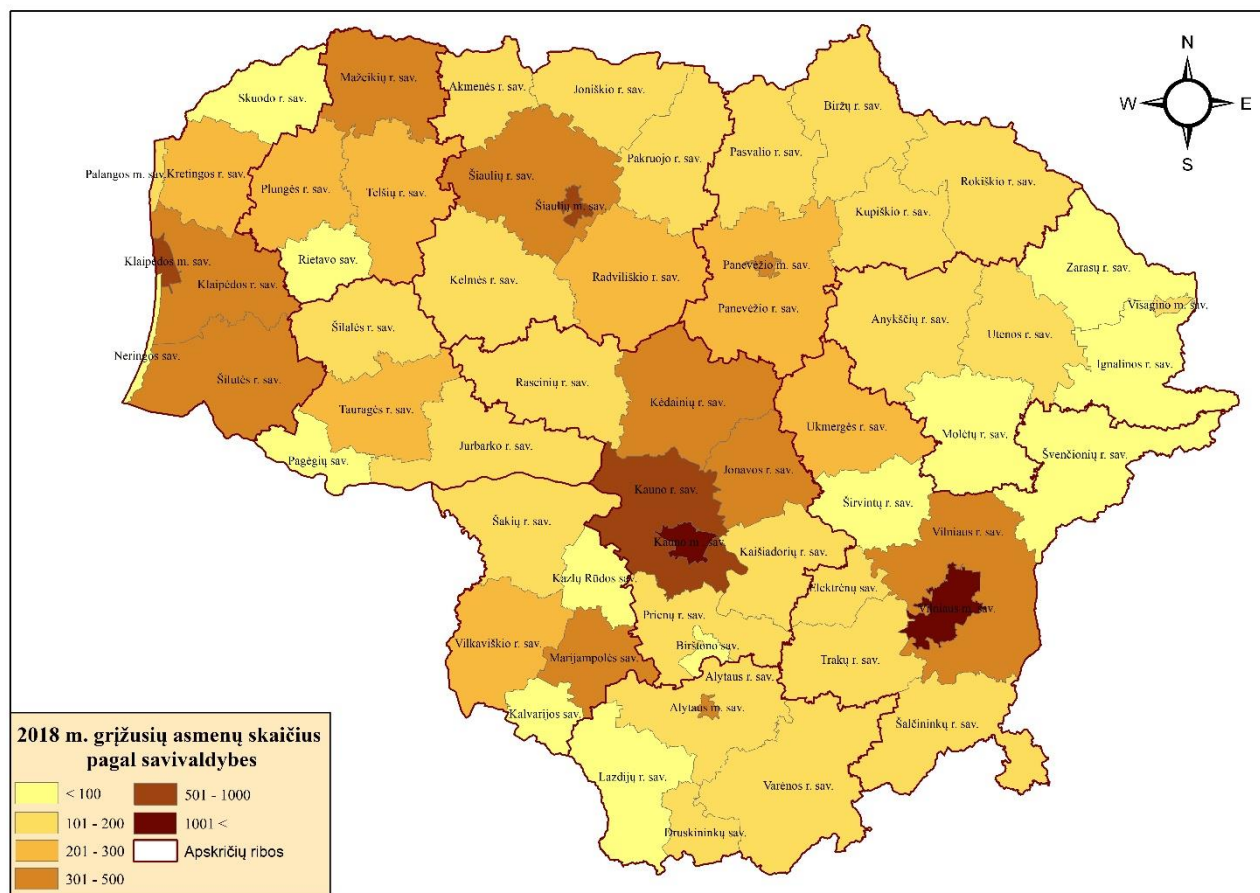 N
W E
S
Mažeikių r. sav.
Skuodo r. sav.
Akmenės r. sav.
Joniškio r. sav.
Biržų r. sav.
Pakruojo r. sav.
Pasvalio r. sav.
Palangos m. sav.
Kretingos r. sav.
Plungės r. sav.
Telšių r. sav.
Šiaulių r. sav.
Šiaulių m. sav.
Rokiškio r. sav.
Kupiškio r. sav.
Klaipėdos m. sav.
Klaipėdos r. sav.
Rietavo sav.
Kelmės r. sav.
Radviliškio r. sav.
Panevėžio m. sav.
Panevėžio r. sav.
Zarasų r. sav.
Visagino m. sav.
Anykščių r. sav.
Utenos r. sav.
Ignalinos r. sav.
Neringos sav.
Šilutės r. sav.
Šilalės r. sav.
Rascinių r. sav.
Kėdainių r. sav.
Tauragės r. sav.
Jurbarko r. sav.
Pagėgių sav.
Ukmergės r. sav.
Molėtų r. sav.
Švenčionių r. sav.
Kauno r. sav.
Jonavos r. sav.
Širvintų r. sav.
Šakių r. sav.
Kauno m. sav.
Kaišiadorių r. sav.
Vilniaus r. sav.
Kazlų Rūdos sav.
Elektrėnų sav.
Vilniaus m. sav.
Prienų r. sav.
Birštono sav.
Vilkaviškio r. sav.
Marijampolės sav.
Trakų r. sav.
Alytaus r. sav.
Kalvarijos sav.
Alytaus m. sav.
Šalčininkų r. sav.
Lazdijų r. sav.
Varėnos r. sav.
Druskininkų sav.
2018 m. grįžusių asmenų skaičius
pagal savivaldybes
< 100
501 - 1000
101 - 200
1001 <
201 - 300
Apskričių ribos
301 - 500